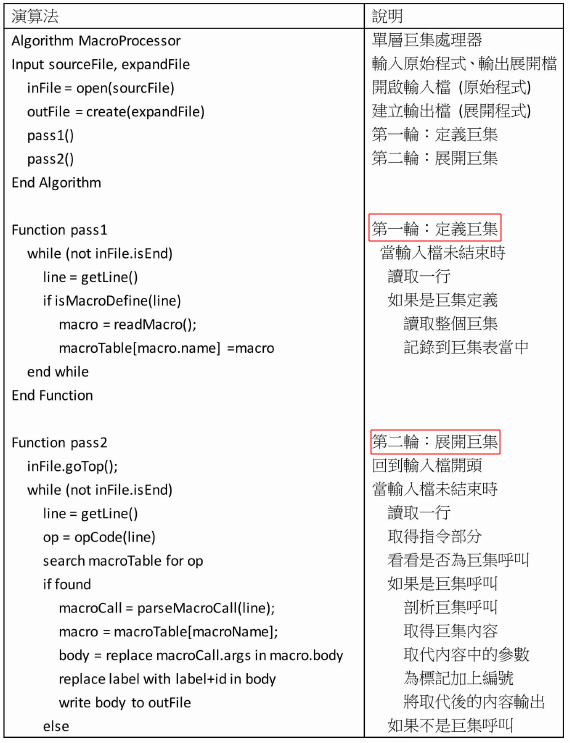 演算法 說明
Algorithm MacroProcessor 單層巨集處理器
Input sourceFile, expandFile 輸入原始程式、輸出展開檔
inFile = open(sourcFile) 開啟輸入檔 (原始程式)
outFile = create(expandFile) 建立輸出檔 (展開程式)
pass1() 第一輪：定義巨集
pass2() 第二輪：展開巨集
End Algorithm
Function pass1 第一輪：定義巨集
while (not inFile.isEnd) 當輸入檔未結束時
line = getLine() 讀取一行
if isMacroDefine(line) 如果是巨集定義
macro = readMacro(); 讀取整個巨集
macroTable[macro.name] =macro 記錄到巨集表當中
end while
End Function
Function pass2 第二輪：展開巨集
inFile.goTop(); 回到輸入檔開頭
while (not inFile.isEnd) 當輸入檔未結束時
line = getLine() 讀取一行
op = opCode(line) 取得指令部分
search macroTable for op 看看是否為巨集呼叫
if found 如果是巨集呼叫
macroCall = parseMacroCall(line); 剖析巨集呼叫
macro = macroTable[macroName]; 取得巨集內容
body = replace macroCall.args in macro.body 取代內容中的參數
replace label with label+id in body 為標記加上編號
write body to outFile 將取代後的內容輸出
else 如果不是巨集呼叫